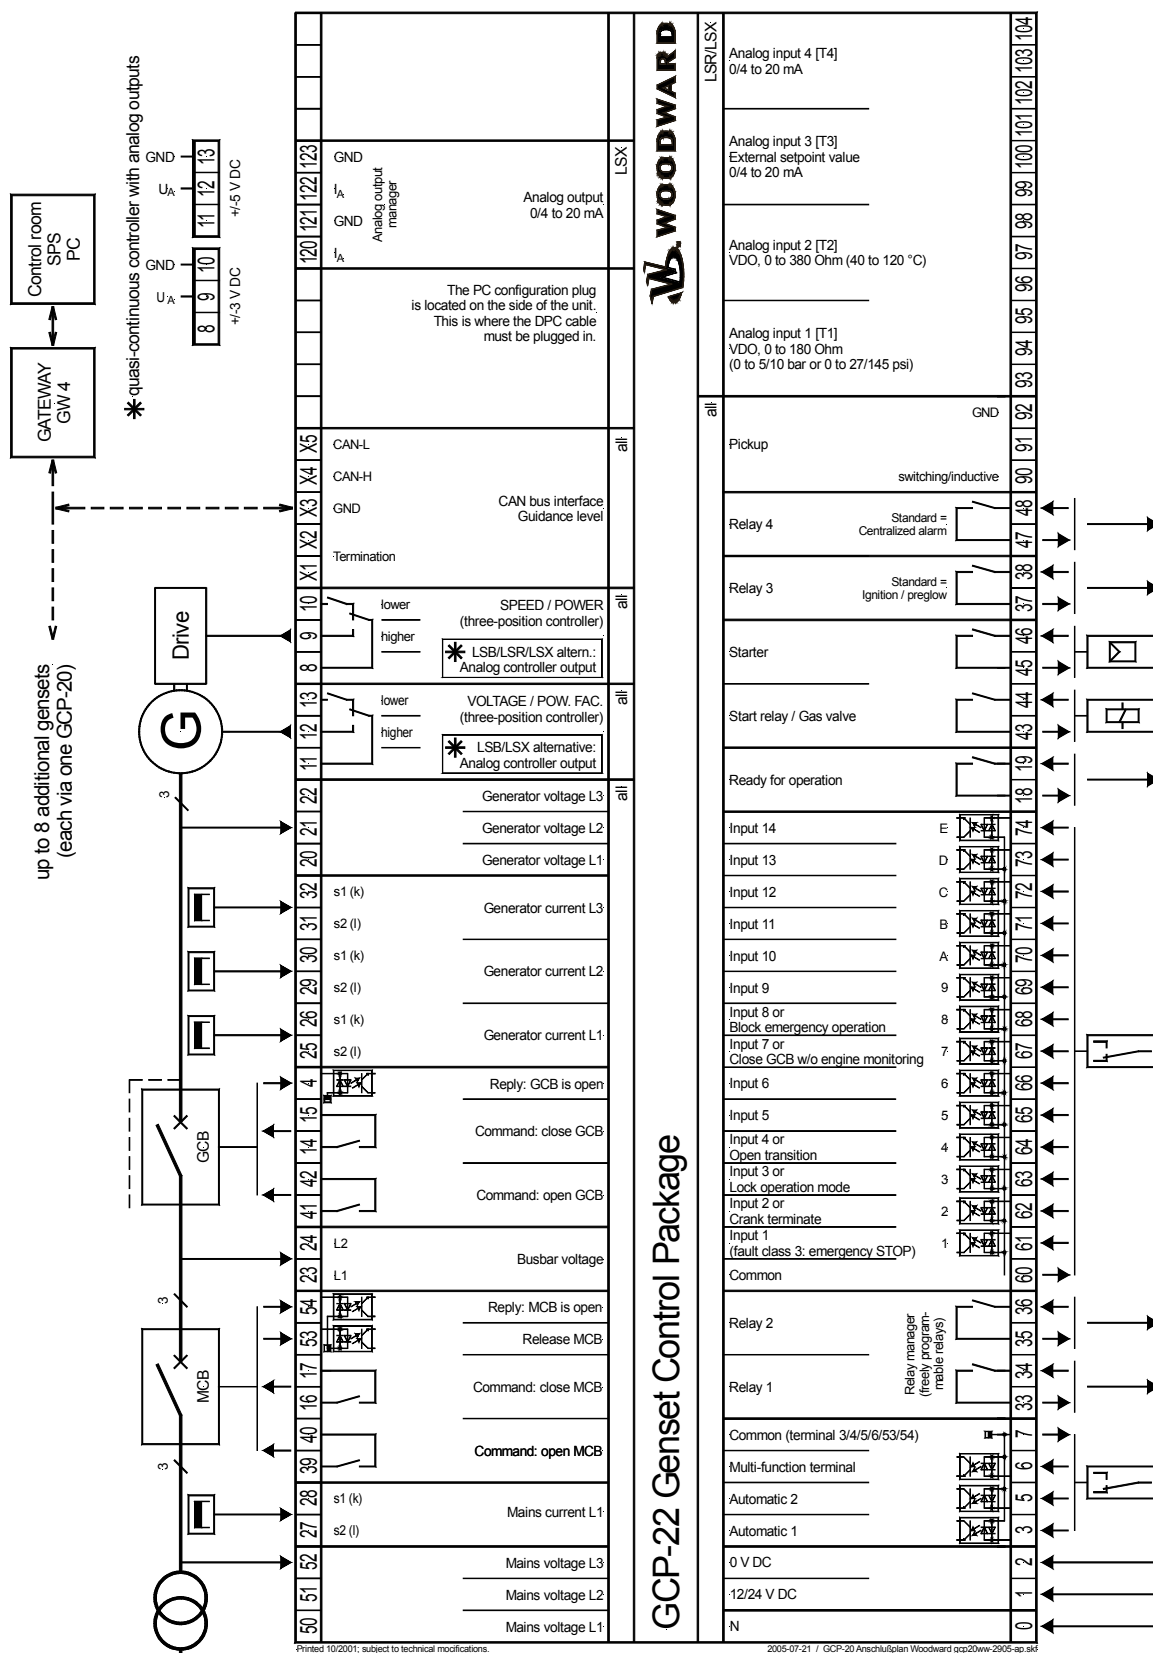 Control room
SPS
PC
GATEWAY
GW 4
up to 8 additional gensets
(each via one GCP-20)
✱ quasi-continuous controller with analog outputs
GND
UA
13
12
11
+/-5 V DC
GND
UA
10
9
8
+/-3 V DC
Drive
G
3
GCB
3
MCB
3
123
GND
122
IA
121
GND
120
IA
Analog output
manager
Analog output
0/4 to 20 mA
LSX
The PC configuration plug
is located on the side of the unit.
This is where the DPC cable
must be plugged in.
X5
CAN-L
all
X4
CAN-H
X3
GND
CAN bus interface
Guidance level
X2
X1
Termination
10
lower
SPEED / POWER
(three-position controller)
all
9
higher
8
✱ LSB/LSR/LSX altern.:
Analog controller output
13
lower
VOLTAGE / POW. FAC.
(three-position controller)
all
12
higher
11
✱ LSB/LSX alternative:
Analog controller output
22
Generator voltage L3
all
21
Generator voltage L2
20
Generator voltage L1
32
s1 (k)
Generator current L3
31
s2 (l)
30
s1 (k)
Generator current L2
29
s2 (l)
26
s1 (k)
Generator current L1
25
s2 (l)
4
Reply: GCB is open
15
Command: close GCB
14
42
Command: open GCB
41
24
L2
Busbar voltage
23
L1
54
Reply: MCB is open
53
Release MCB
17
Command: close MCB
16
40
Command: open MCB
39
28
s1 (k)
Mains current L1
27
s2 (l)
52
Mains voltage L3
51
Mains voltage L2
50
Mains voltage L1
Printed 10/2001; subject to technical mocifications.
WOODWARD
GCP-22 Genset Control Package
LSR/LSX
Analog input 4 [T4]
0/4 to 20 mA
104
103
102
Analog input 3 [T3]
External setpoint value
0/4 to 20 mA
101
100
99
Analog input 2 [T2]
VDO, 0 to 380 Ohm (40 to 120 °C)
98
97
96
Analog input 1 [T1]
VDO, 0 to 180 Ohm
(0 to 5/10 bar or 0 to 27/145 psi)
95
94
93
all
GND
92
Pickup
91
switching/inductive
90
Relay 4
Standard =
Centralized alarm
48
47
Relay 3
Standard =
Ignition / preglow
38
37
Starter
46
45
Start relay / Gas valve
44
43
Ready for operation
19
18
Input 14
E
74
Input 13
D
73
Input 12
C
72
Input 11
B
71
Input 10
A
70
Input 9
9
69
Input 8 or
Block emergency operation
8
68
Input 7 or
Close GCB w/o engine monitoring
7
67
Input 6
6
66
Input 5
5
65
Input 4 or
Open transition
4
64
Input 3 or
Lock operation mode
3
63
Input 2 or
Crank terminate
2
62
Input 1
(fault class 3: emergency STOP)
1
61
Common
60
Relay 2
36
35
Relay manager
(freely program-
mable relays)
Relay 1
34
33
Common (terminal 3/4/5/6/53/54)
7
Multi-function terminal
6
Automatic 2
5
Automatic 1
3
0 V DC
2
12/24 V DC
1
N
0
2005-07-21 / GCP-20 Anschlußplan Woodward gcp20ww-2905-ap.skf